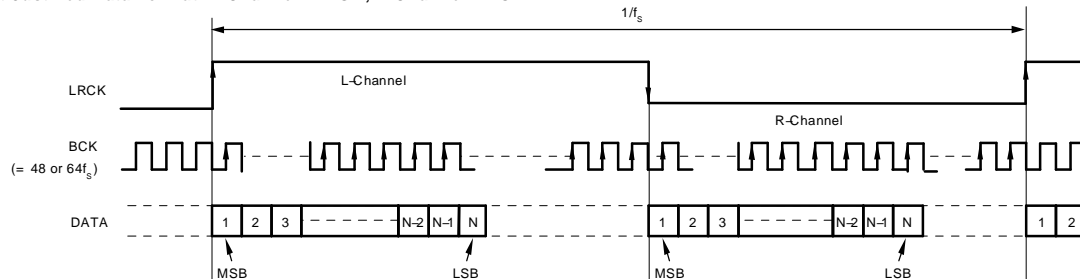 1/fS
LRCK
L-Channel
R-Channel
BCK
(= 48 or 64fS)
DATA
1 2 3 N-2 N-1 N 1 2 3 N-2 N-1 N 1 2
MSB LSB MSB LSB